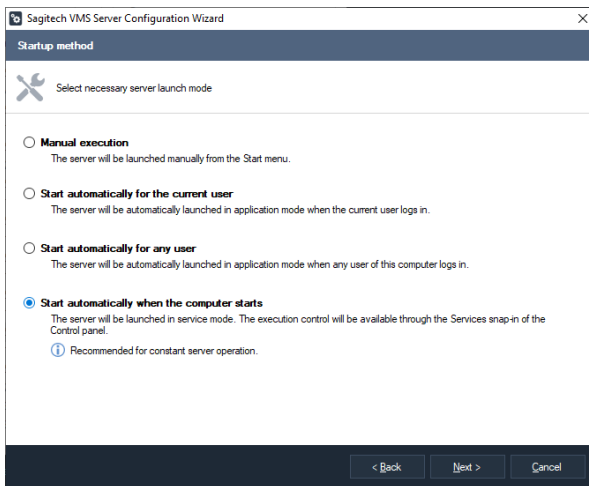 Sagitech VMS Server Configuration Wizard
Startup method
Select necessary server launch mode
Manual execution
The server will be launched manually from the Start menu.
Start automatically for the current user
The server will be automatically launched in application mode when the current user logs in.
Start automatically for any user
The server will be automatically launched in application mode when any user of this computer logs in.
Start automatically when the computer starts
The server will be launched in service mode. The execution control will be available through the Services snap-in of the
Control panel.
Recommended for constant server operation.
< Back Next > Cancel